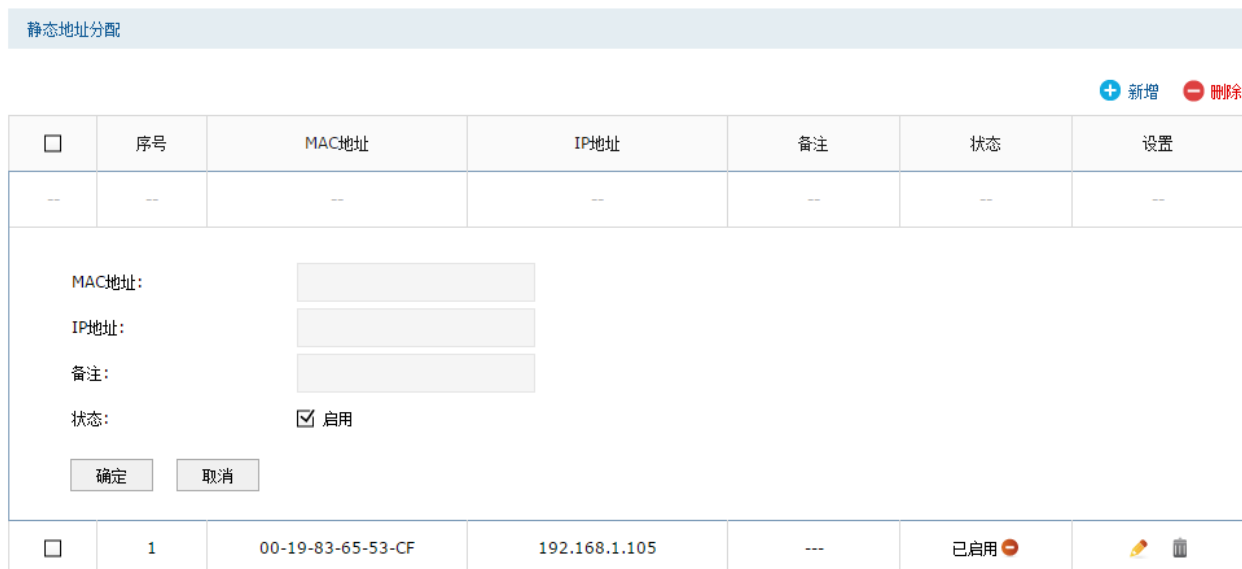 静态地址分配
新增 删除
序号 MAC地址 IP地址 备注 状态 设置
-- -- -- -- -- -- --
MAC地址:
IP地址:
备注:
状态: 启用
确定 取消
1 00-19-83-65-53-CF 192.168.1.105 --- 已启用